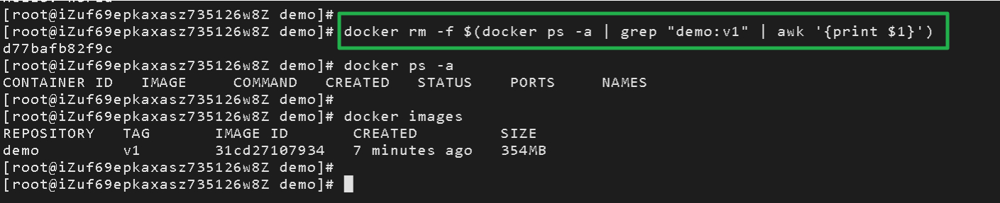 [root@iZuf69epkaxasz735126w8Z demo]#
[root@iZuf69epkaxasz735126w8Z demo]# docker rm -f $(docker ps -a | grep "demo:v1" | awk '{print $1}')
d77bafb82f9c
[root@iZuf69epkaxasz735126w8Z demo]# docker ps -a
CONTAINER ID   IMAGE     COMMAND   CREATED   STATUS    PORTS     NAMES
[root@iZuf69epkaxasz735126w8Z demo]#
[root@iZuf69epkaxasz735126w8Z demo]# docker images
REPOSITORY   TAG       IMAGE ID       CREATED         SIZE
demo         v1        31cd27107934   7 minutes ago   354MB
[root@iZuf69epkaxasz735126w8Z demo]#
[root@iZuf69epkaxasz735126w8Z demo]#